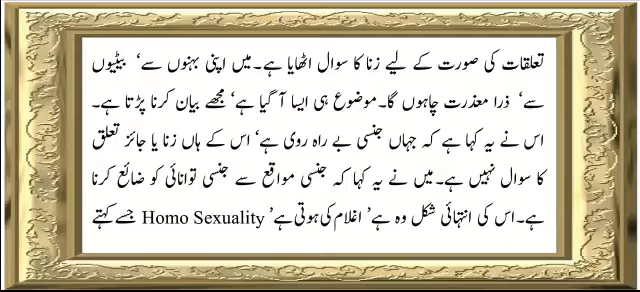 تعلقات کی صورت کے لیے زنا کا سوال اٹھایا ہے۔میں اپنی بہنوں سے‘ بیٹیوں
سے‘ ذرا معذرت چاہوں گا۔موضوع ہی ایسا آ گیا ہے‘ مجھے بیان کرنا پڑتا ہے۔
اس نے یہ کہا ہے کہ جہاں جنسی بے راہ روی ہے‘ اس کے ہاں زنا یا جائز تعلق
کا سوال نہیں ہے۔میں نے یہ کہا کہ جنسی مواقع سے جنسی توانائی کو ضائع کرنا
ہے۔اس کی انتہائی شکل وہ ہے’ اغلام کی ہوتی ہے’ Homo Sexuality جسے کہتے